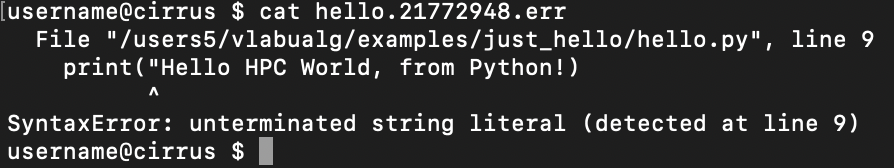 [username@cirrus $ cat hello.21772948.err
  File "/users5/vlabualg/examples/just_hello/hello.py", line 9
    print("Hello HPC World, from Python!)
          ^
SyntaxError: unterminated string literal (detected at line 9)
username@cirrus $